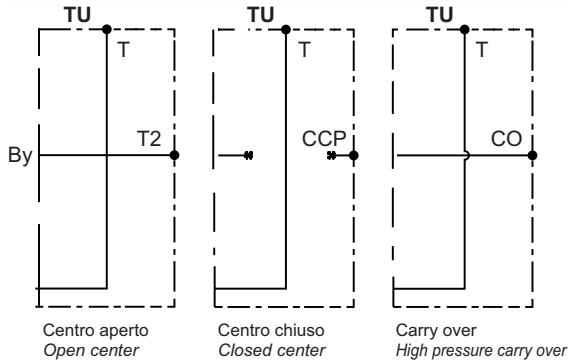 TU TU TU
T T T
By T2 CCP CO
Centro aperto
Open center
Centro chiuso
Closed center
Carry over
High pressure carry over